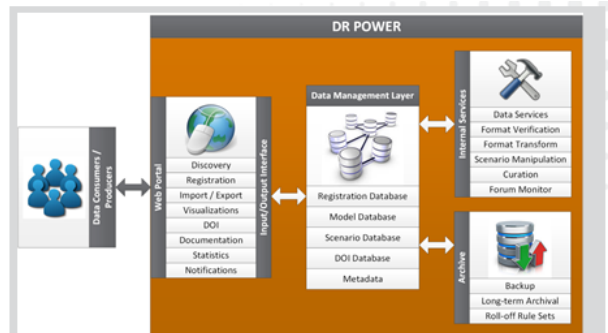 DR POWER
Data Consumers /
Producers
Web Portal
Discovery
Registration
Import / Export
Visualizations
DOI
Documentation
Statistics
Notifications
Input/Output Interface
Data Management Layer
Registration Database
Model Database
Scenario Database
DOI Database
Metadata
Internal Services
Data Services
Format Verification
Format Transform
Scenario Manipulation
Curation
Forum Monitor
Archive
Backup
Long-term Archival
Roll-off Rule Sets